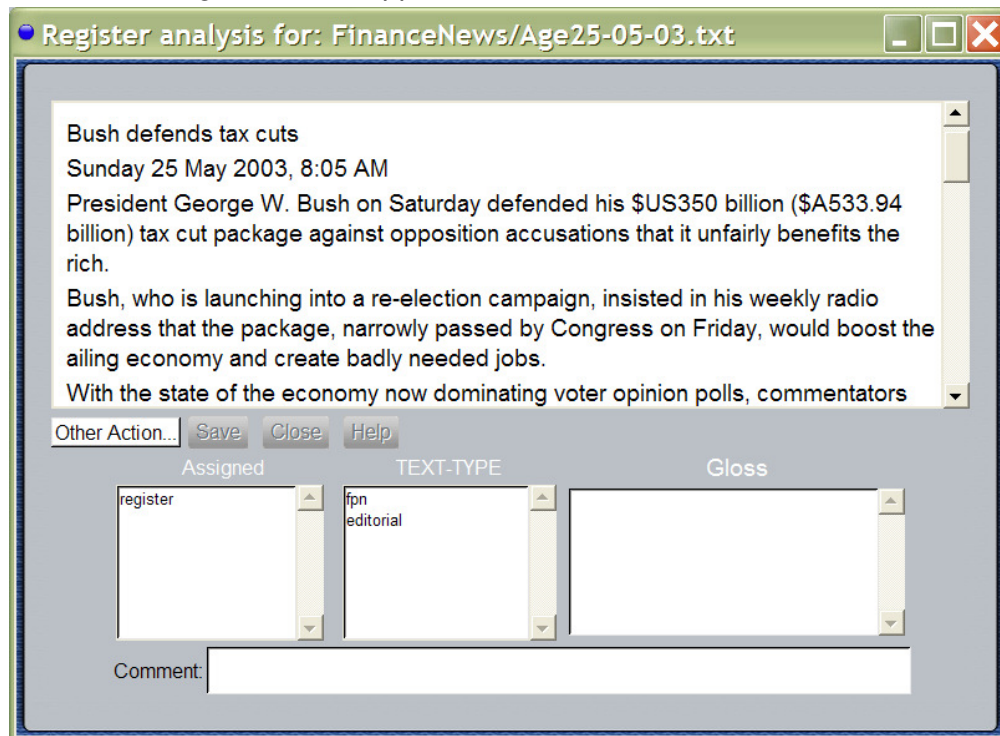 Register analysis for: FinanceNews/Age25-05-03.txt
Bush defends tax cuts
Sunday 25 May 2003, 8:05 AM
President George W. Bush on Saturday defended his $US350 billion ($A533.94
billion) tax cut package against opposition accusations that it unfairly benefits the
rich.
Bush, who is launching into a re-election campaign, insisted in his weekly radio
address that the package, narrowly passed by Congress on Friday, would boost the
ailing economy and create badly needed jobs.
With the state of the economy now dominating voter opinion polls, commentators
Other Action... Save Close Help
Assigned TEXT-TYPE Gloss
register fpn
editorial
Comment: